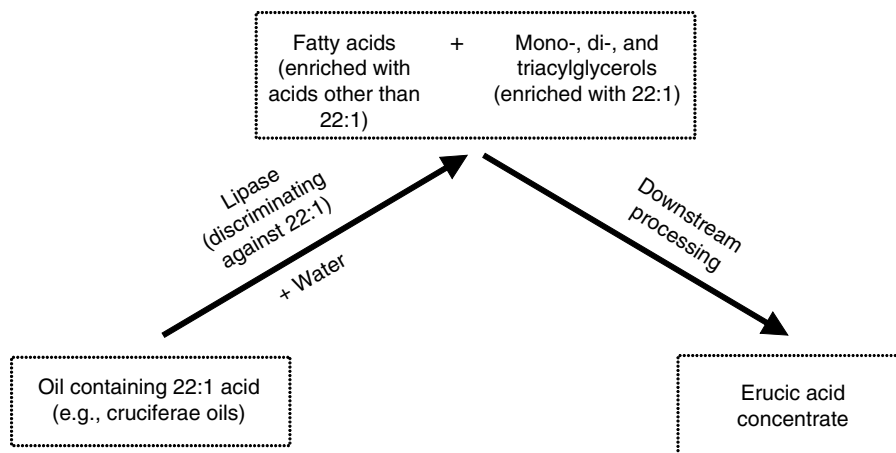 Fatty acids
(enriched with
acids other than
22:1)
+
Mono-, di-, and
triacylglycerols
(enriched with 22:1)
Lipase
(discriminating
against 22:1)
+ Water
Downstream
processing
Oil containing 22:1 acid
(e.g., cruciferae oils)
Erucic acid
concentrate